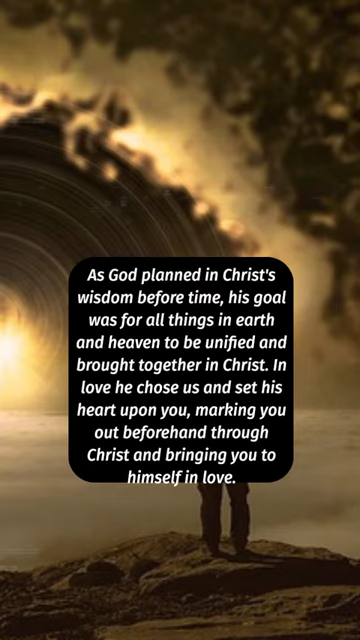 As God planned in Christ's
wisdom before time, his goal
was for all things in earth
and heaven to be unified and
brought together in Christ. In
love he chose us and set his
heart upon you, marking you
out beforehand through
Christ and bringing you to
himself in love.